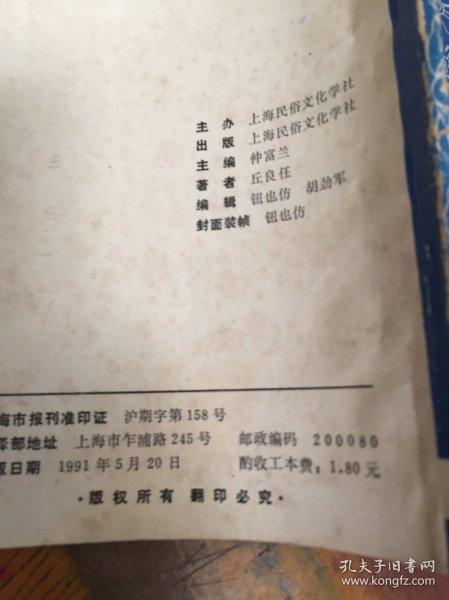 主办 上海民俗文化学社
出版 上海民俗文化学社
主编 仲富兰
著者 丘良任
编辑 钮也仿 胡劲军
封面装帧 钮也仿
海市报刊准印证 沪期字第158号
部地址 上海市乍浦路245号 邮政编码 200080
版日期 1991年5月20日 酌收工本费：1.80元
·版权所有 翻印必究·
孔夫子旧书网
www.kongfz.com